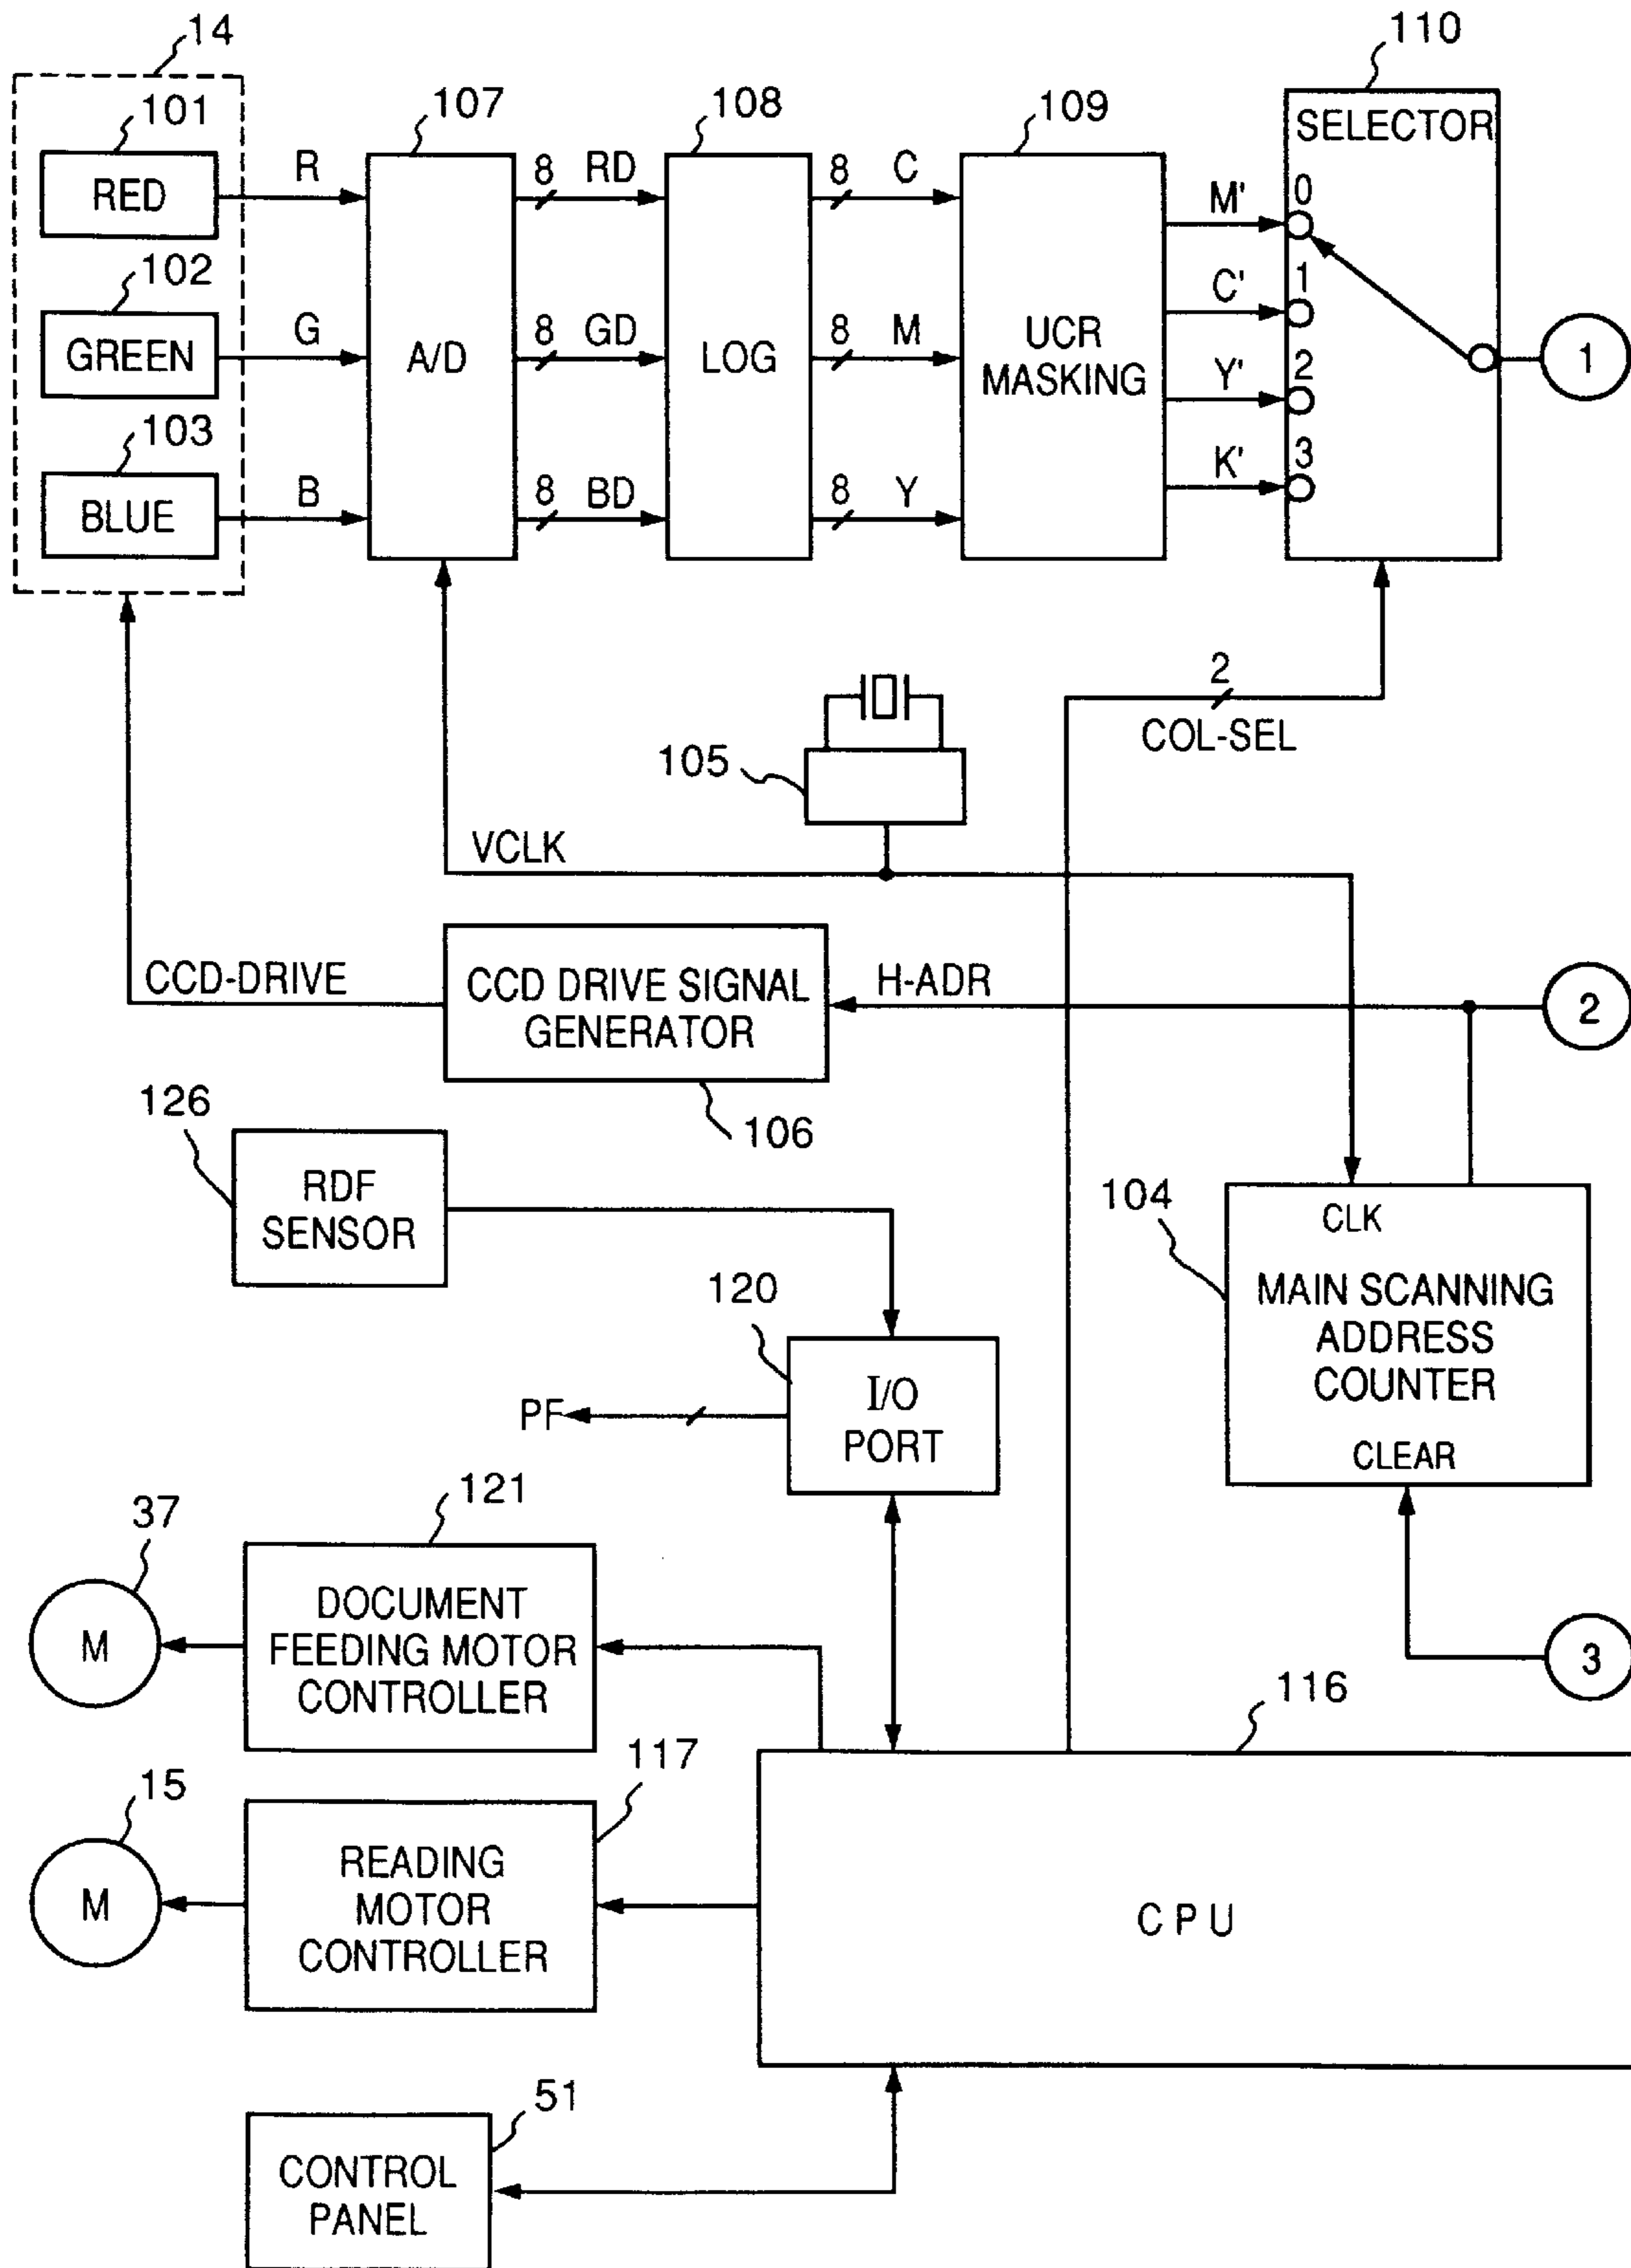 14
110
101
107
108
109
SELECTOR
RED
R
8
RD
8
C
M'
0
102
C'
1
GREEN
G
A/D
8
GD
LOG
8
M
UCR
MASKING
Y'
2
1
103
K'
3
BLUE
B
8
BD
8
Y
2
COL-SEL
105
VCLK
CCD-DRIVE
CCD DRIVE SIGNAL
GENERATOR
H-ADR
2
126
106
RDF
SENSOR
104
CLK
MAIN SCANNING
ADDRESS
COUNTER
CLEAR
120
I/O
PORT
PF
121
37
M
DOCUMENT
FEEDING MOTOR
CONTROLLER
3
116
117
15
M
READING
MOTOR
CONTROLLER
CPU
51
CONTROL
PANEL